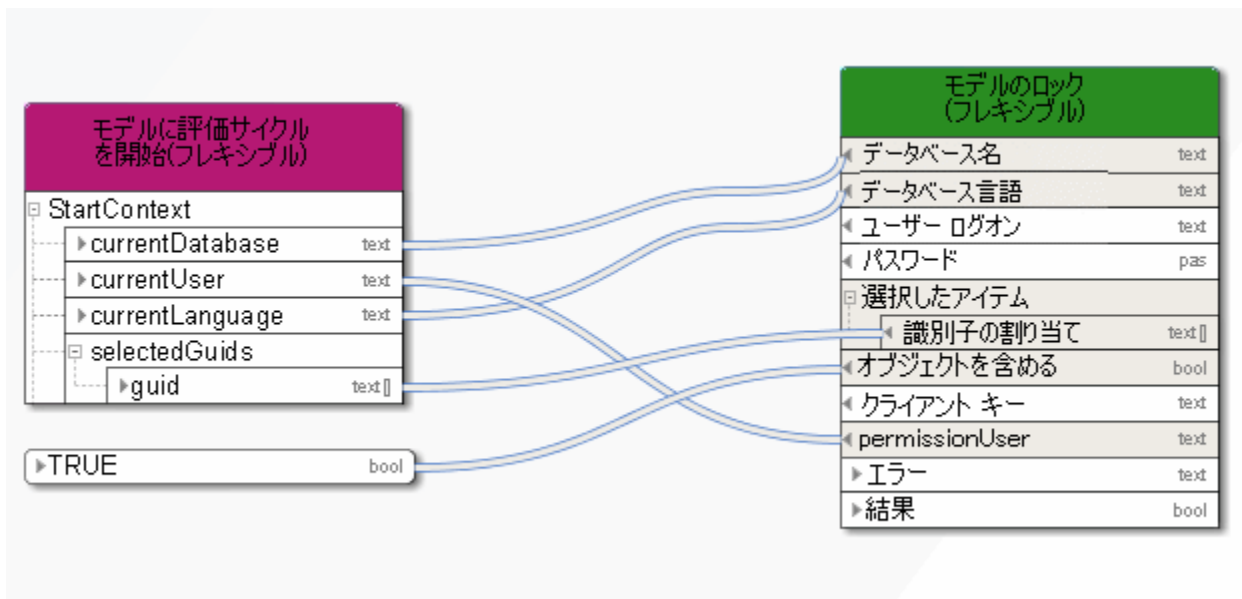 モデルに評価サイクル
を開始(フレキシブル)
StartContext
currentDatabase text
currentUser text
currentLanguage text
selectedGuids
guid text[]
TRUE bool
モデルのロック
(フレキシブル)
データベース名 text
データベース言語 text
ユーザー ログオン text
パスワード pas
選択したアイテム
識別子の割り当て text[]
オブジェクトを含める bool
クライアント キー text
permissionUser text
エラー text
結果 bool